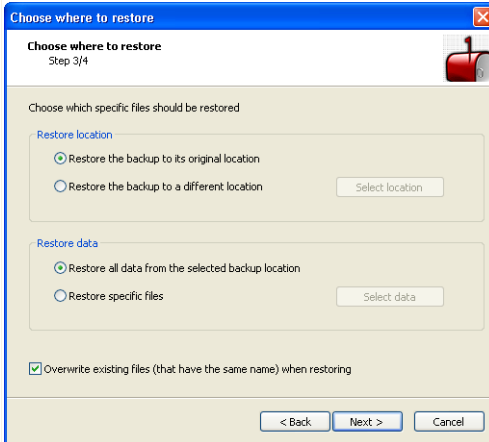 Choose where to restore
Choose where to restore
Step 3/4
Choose which specific files should be restored
Restore location
Restore the backup to its original location
Restore the backup to a different location
Select location
Restore data
Restore all data from the selected backup location
Restore specific files
Select data
Overwrite existing files (that have the same name) when restoring
< Back
Next >
Cancel